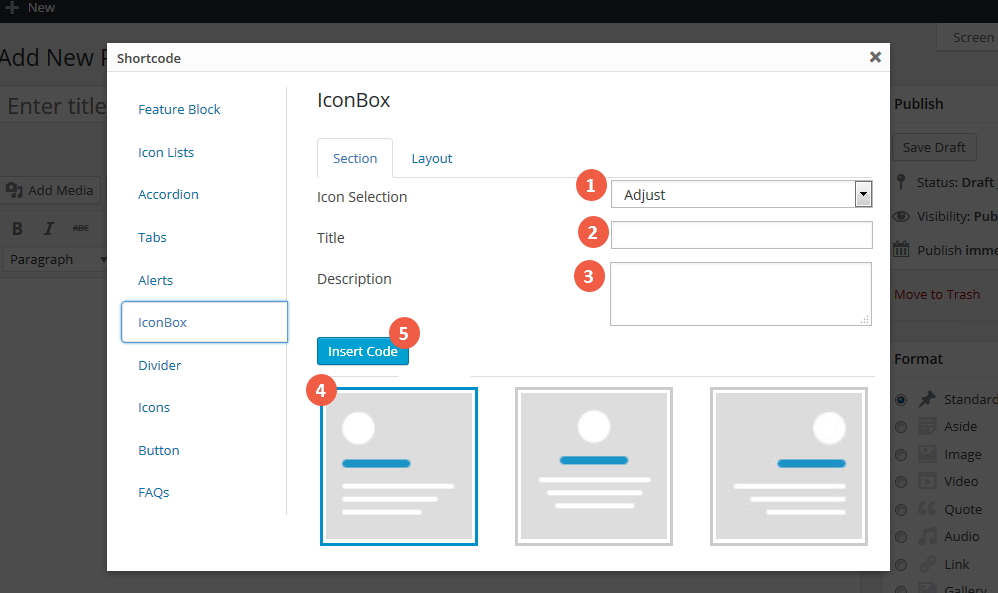 New
Screen
Add New
Shortcode
Enter title
Feature Block
Icon Lists
Accordion
Tabs
Alerts
IconBox
Divider
Icons
Button
FAQs
IconBox
Section
Layout
Icon Selection
1
Adjust
Title
2
Description
3
5
Insert Code
4
Add Media
B I ABC
Paragraph
Publish
Save Draft
Status: Draft
Visibility: Pub
Publish imme
Move to Trash
Format
Standard
Aside
Image
Video
Quote
Audio
Link
Gallery